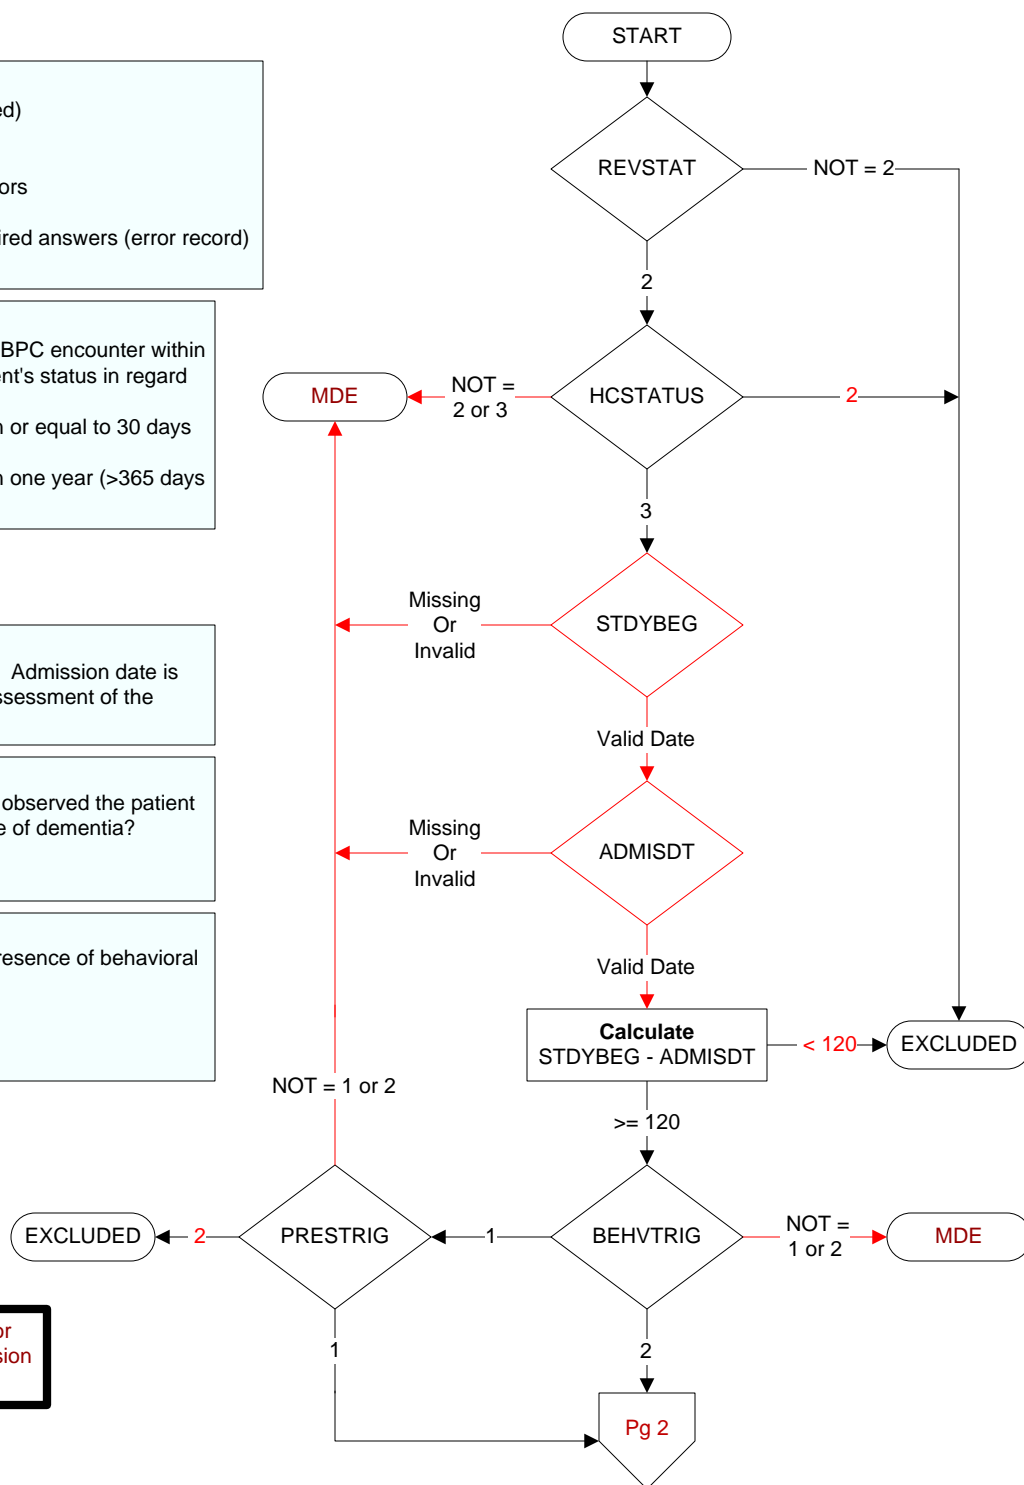 START
ed)
REVSTAT
NOT = 2
ors
ired answers (error record)
2
BPC encounter within
ent's status in regard
NOT =
2 or 3
MDE
HCSTATUS
2
n or equal to 30 days
n one year (>365 days
3
Missing
Or
Invalid
STDYBEG
Admission date is
ssessment of the
Valid Date
observed the patient
e of dementia?
Missing
Or
Invalid
ADMISDT
resence of behavioral
Valid Date
Calculate
STDYBEG - ADMISDT
< 120
EXCLUDED
NOT = 1 or 2
>= 120
EXCLUDED
2
PRESTRIG
1
BEHVTRIG
NOT =
1 or 2
MDE
or
sion
1
2
Pg 2